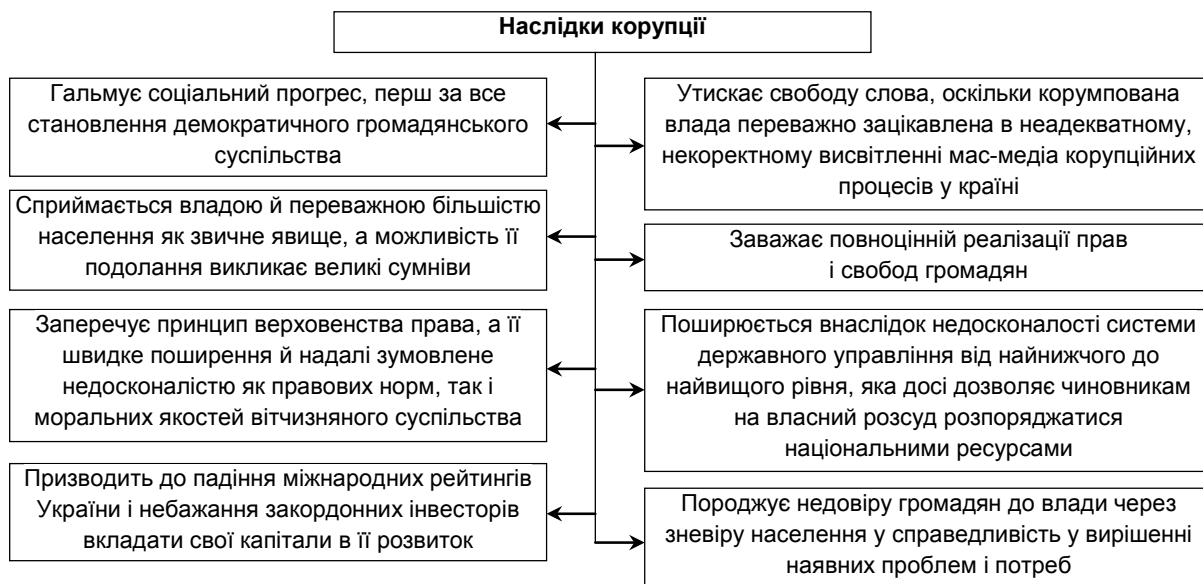 Наслідки корупції
Гальмує соціальний прогрес, перш за все
становлення демократичного громадянського
суспільства
Утискає свободу слова, оскільки корумпована
влада переважно зацікавлена в неадекватному,
некоректному висвітленні мас-медіа корупційних
процесів у країні
Сприймається владою й переважною більшістю
населення як звичне явище, а можливість її
подолання викликає великі сумніви
Заважає повноцінній реалізації прав
і свобод громадян
Заперечує принцип верховенства права, а її
швидке поширення й надалі зумовлене
недосконалістю як правових норм, так і
моральних якостей вітчизняного суспільства
Поширюється внаслідок недосконалості системи
державного управління від найнижчого до
найвищого рівня, яка досі дозволяє чиновникам
на власний розсуд розпоряджатися
національними ресурсами
Призводить до падіння міжнародних рейтингів
України і небажання закордонних інвесторів
вкладати свої капітали в її розвиток
Породжує недовіру громадян до влади через
зневіру населення у справедливість у вирішенні
наявних проблем і потреб